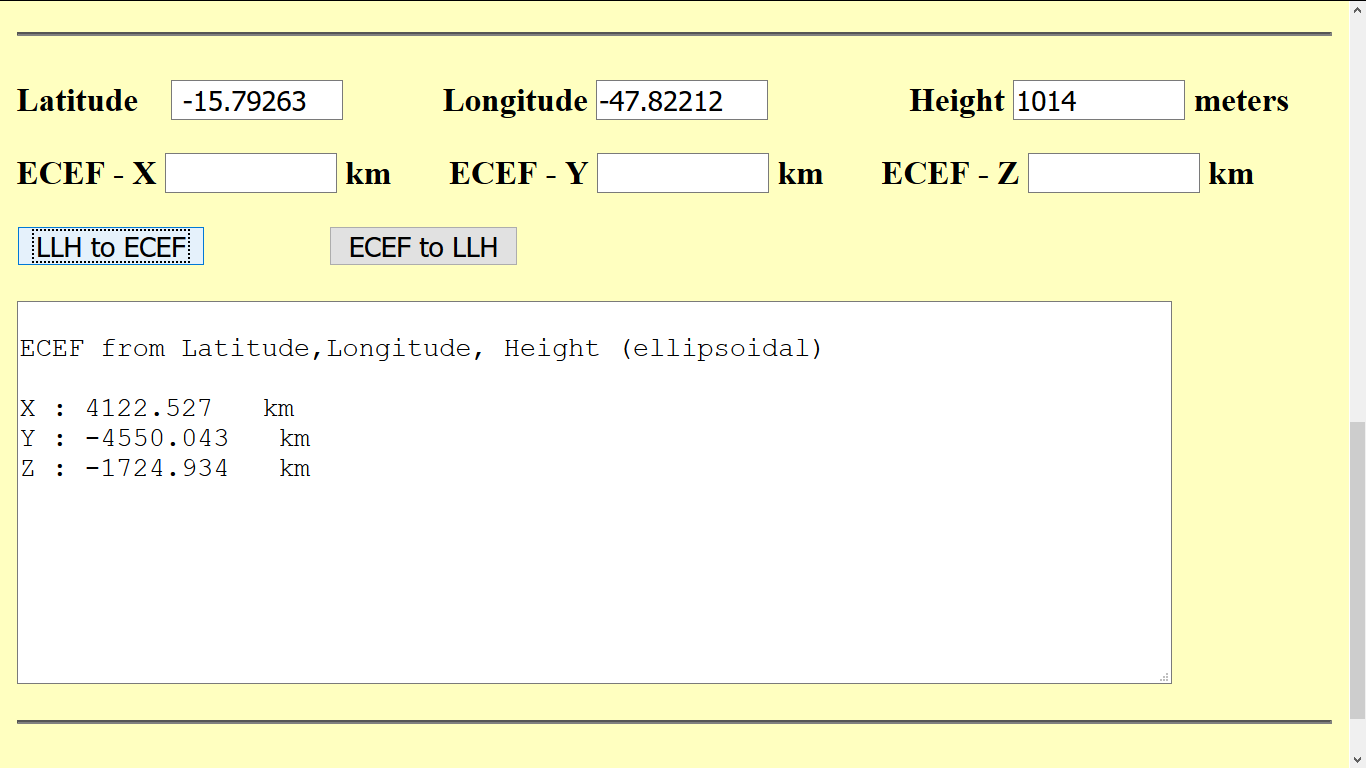 Latitude -15.79263 Longitude -47.82212 Height 1014 meters
ECEF - X km ECEF - Y km ECEF - Z km
LLH to ECEF ECEF to LLH
ECEF from Latitude,Longitude, Height (ellipsoidal)
X : 4122.527 km
Y : -4550.043 km
Z : -1724.934 km